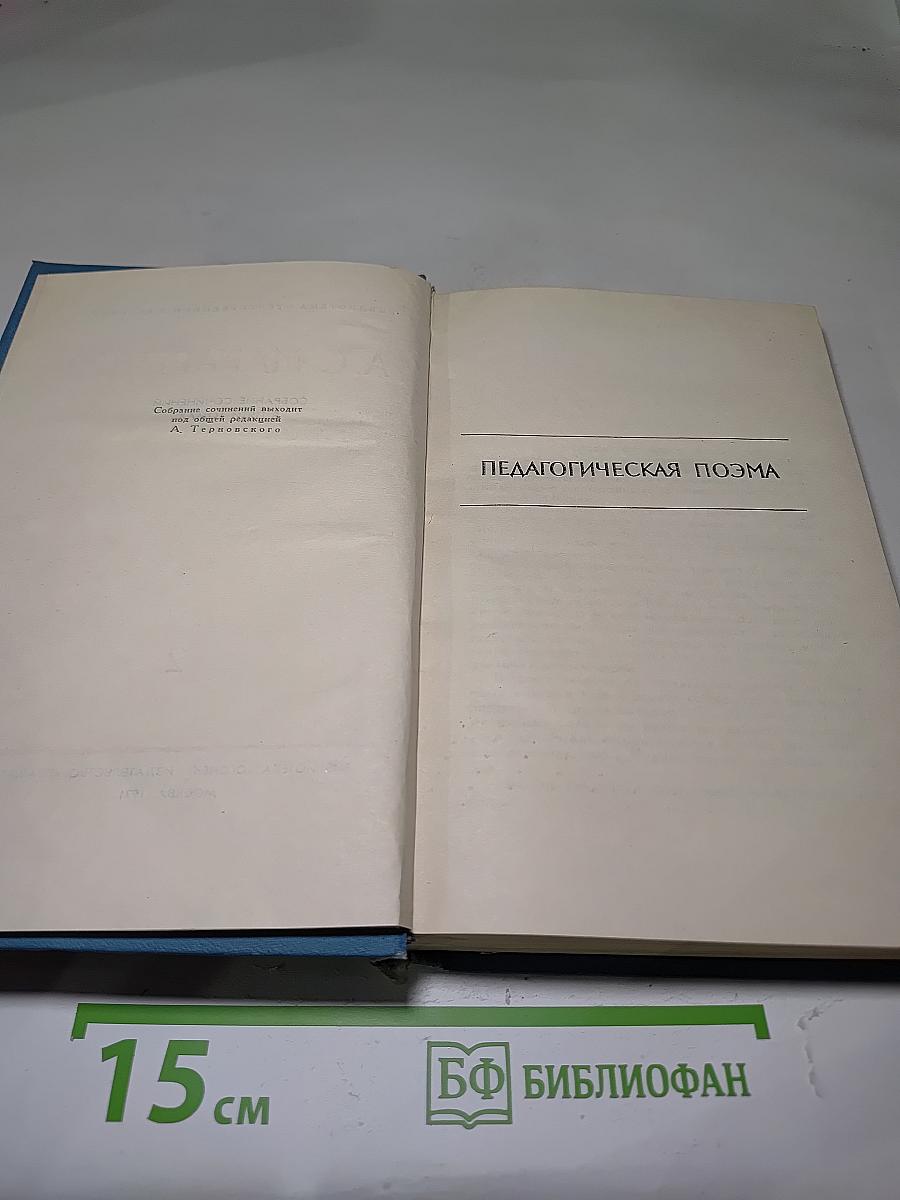 Собрание сочинений выходит
под общей редакцией
А. Терновского
ПЕДАГОГИЧЕСКАЯ ПОЭМА
15 см
БФ БИБЛИОФАН